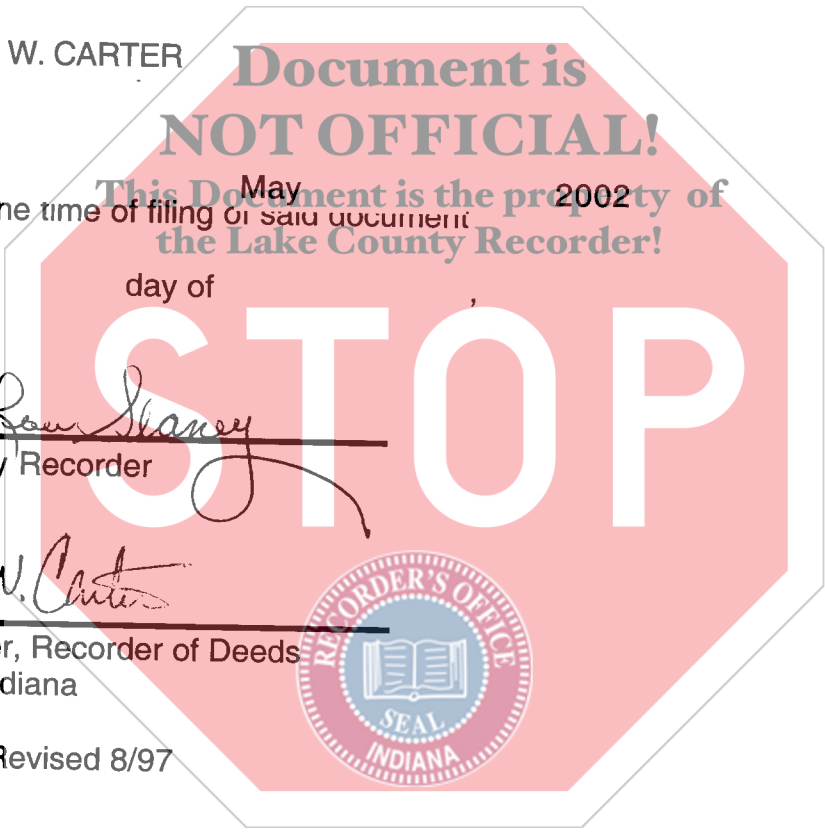 W. CARTER
Document is
NOT OFFICIAL!
This Document is the property of
May 2002
ne time of filing of said document
the Lake County Recorder!
day of ,
STOP
Slaney
Recorder
W. Carter
r, Recorder of Deeds
diana
RECORDER'S OFFICE
SEAL
INDIANA
Revised 8/97